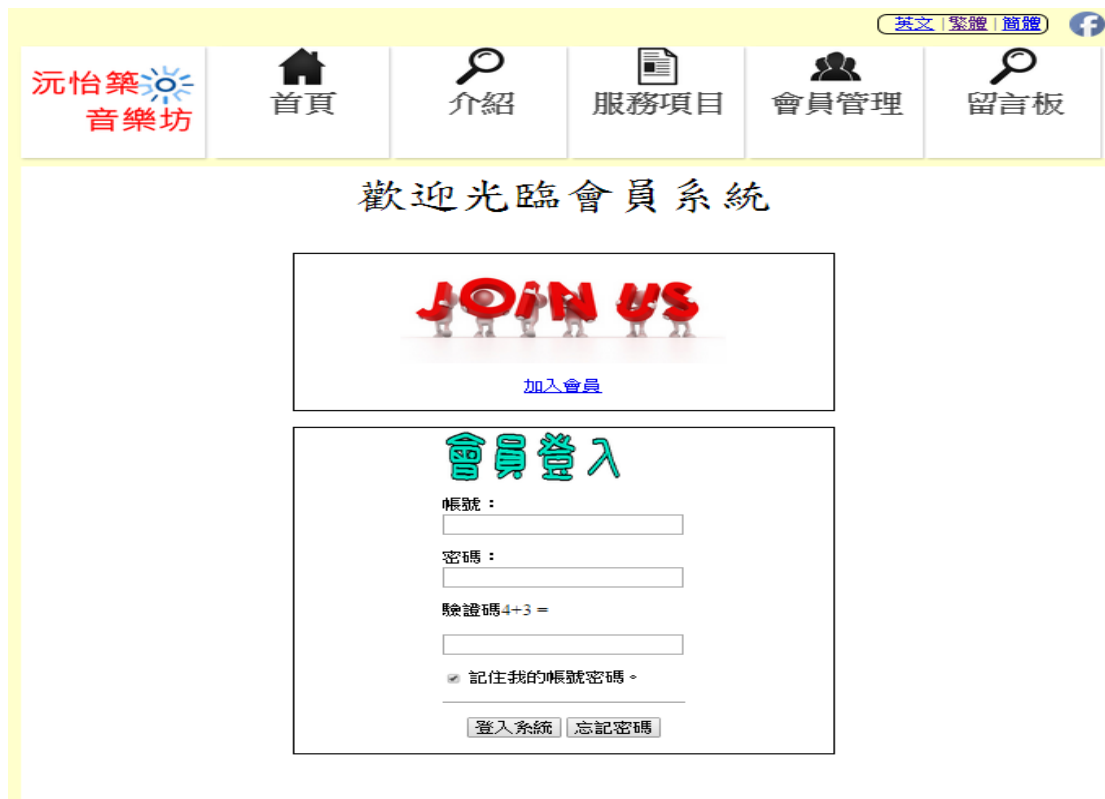 英文 | 繁體 | 簡體
沅怡築
音樂坊
首頁
介紹
服務項目
會員管理
留言板
歡迎光臨會員系統
JOIN US
加入會員
會員登入
帳號：
密碼：
驗證碼4+3 =
記住我的帳號密碼。
登入系統 忘記密碼